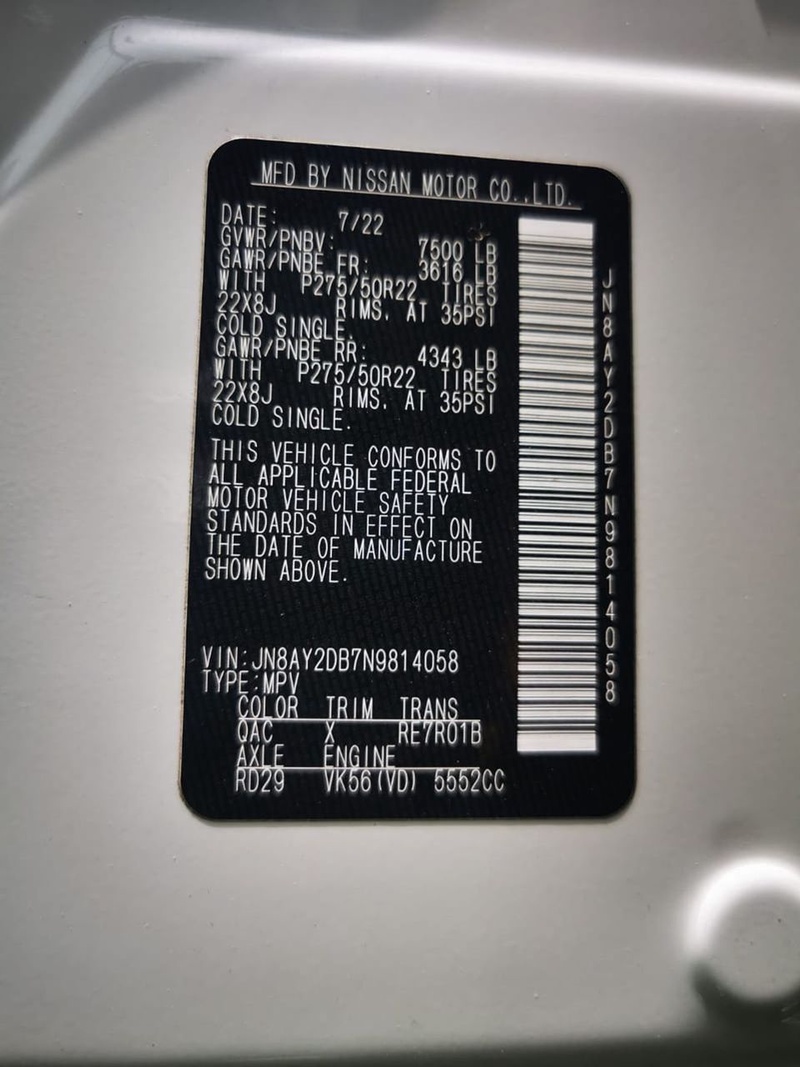 MFD BY NISSAN MOTOR CO.,LTD.
DATE: 7/22
GVWR/PNBV: 7500 LB
GAWR/PNBE FR: 3616 LB
WITH P275/50R22 TIRES
22X8J RIMS, AT 35PSI
COLD SINGLE.
GAWR/PNBE RR: 4343 LB
WITH P275/50R22 TIRES
22X8J RIMS, AT 35PSI
COLD SINGLE.
THIS VEHICLE CONFORMS TO
ALL APPLICABLE FEDERAL
MOTOR VEHICLE SAFETY
STANDARDS IN EFFECT ON
THE DATE OF MANUFACTURE
SHOWN ABOVE.
VIN:JN8AY2DB7N9814058
TYPE:MPV
COLOR TRIM TRANS
QAC X RE7R01B
AXLE ENGINE
RD29 VK56(VD) 5552CC
JN8AY2DB7N9814058